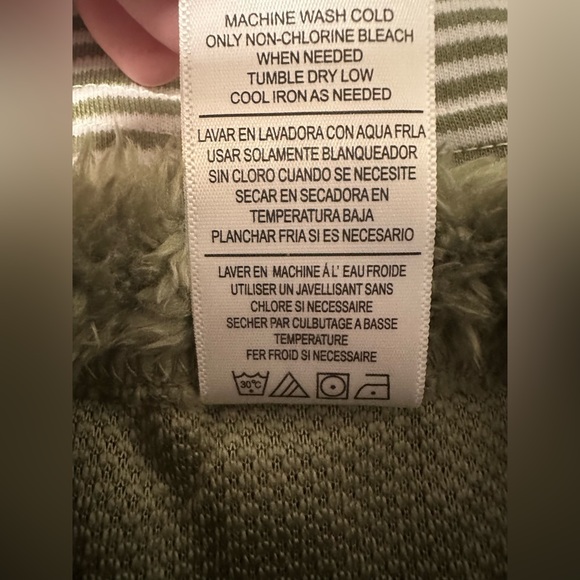 MACHINE WASH COLD
ONLY NON-CHLORINE BLEACH
WHEN NEEDED
TUMBLE DRY LOW
COOL IRON AS NEEDED
LAVAR EN LAVADORA CON AQUA FRLA
USAR SOLAMENTE BLANQUEADOR
SIN CLORO CUANDO SE NECESITE
SECAR EN SECADORA EN
TEMPERATURA BAJA
PLANCHAR FRIA SI ES NECESARIO
LAVER EN MACHINE Á L' EAU FROIDE
UTILISER UN JAVELLISANT SANS
CHLORE SI NECESSAIRE
SECHER PAR CULBUTAGE A BASSE
TEMPERATURE
FER FROID SI NECESSAIRE
30°C